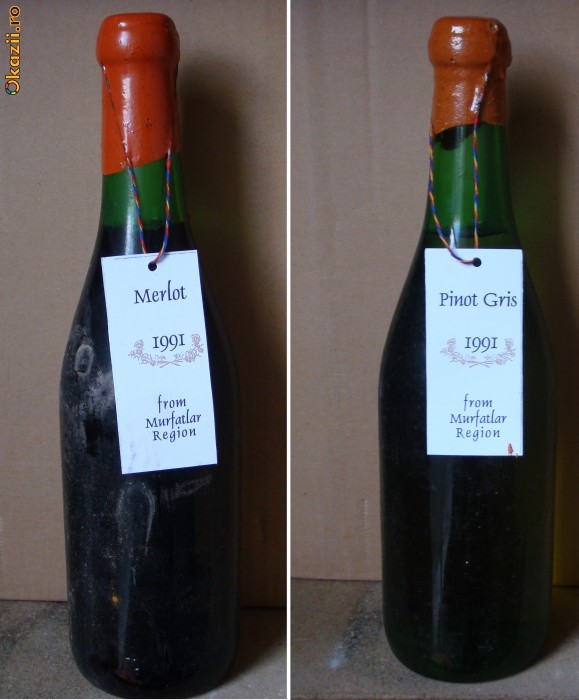 Okazii.ro
Merlot
1991
from
Murfatlar
Region
Pinot Gris
1991
from
Murfatlar
Region